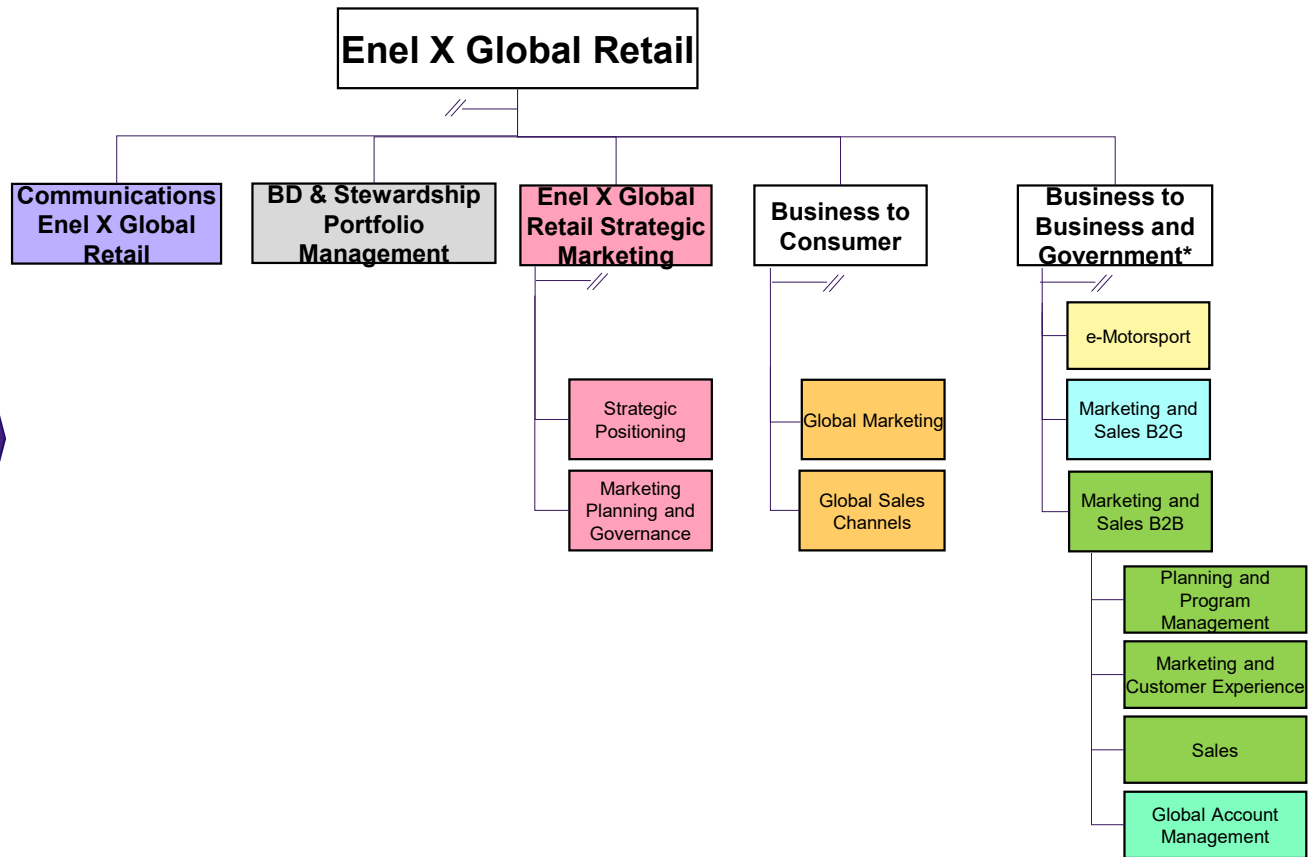 Enel X Global Retail
Communications
Enel X Global
Retail
BD & Stewardship
Portfolio
Management
Enel X Global
Retail Strategic
Marketing
Business to
Consumer
Business to
Business and
Government*
Strategic
Positioning
Marketing
Planning and
Governance
Global Marketing
Global Sales
Channels
e-Motorsport
Marketing and
Sales B2G
Marketing and
Sales B2B
Planning and
Program
Management
Marketing and
Customer Experience
Sales
Global Account
Management